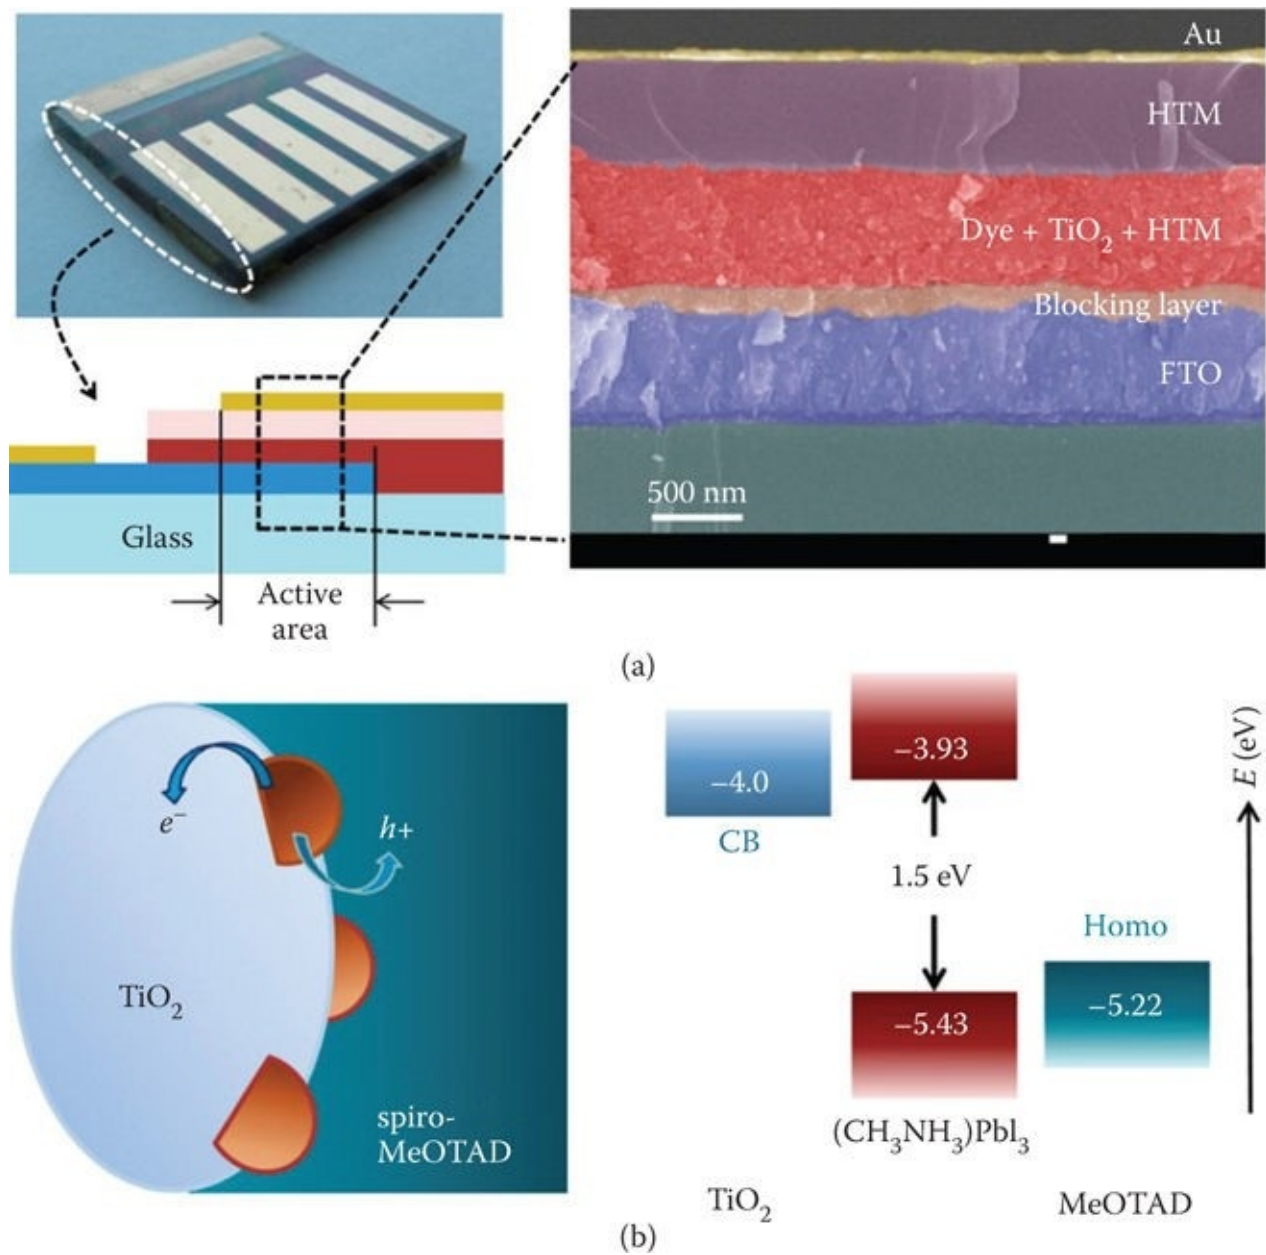 Au
HTM
Dye + TiO₂ + HTM
Blocking layer
FTO
500 nm
Glass
Active
area
(a)
e⁻
h+
TiO₂
spiro-
MeOTAD
−4.0
CB
−3.93
1.5 eV
−5.43
(CH₃NH₃)PbI₃
Homo
−5.22
E (eV)
TiO₂
MeOTAD
(b)